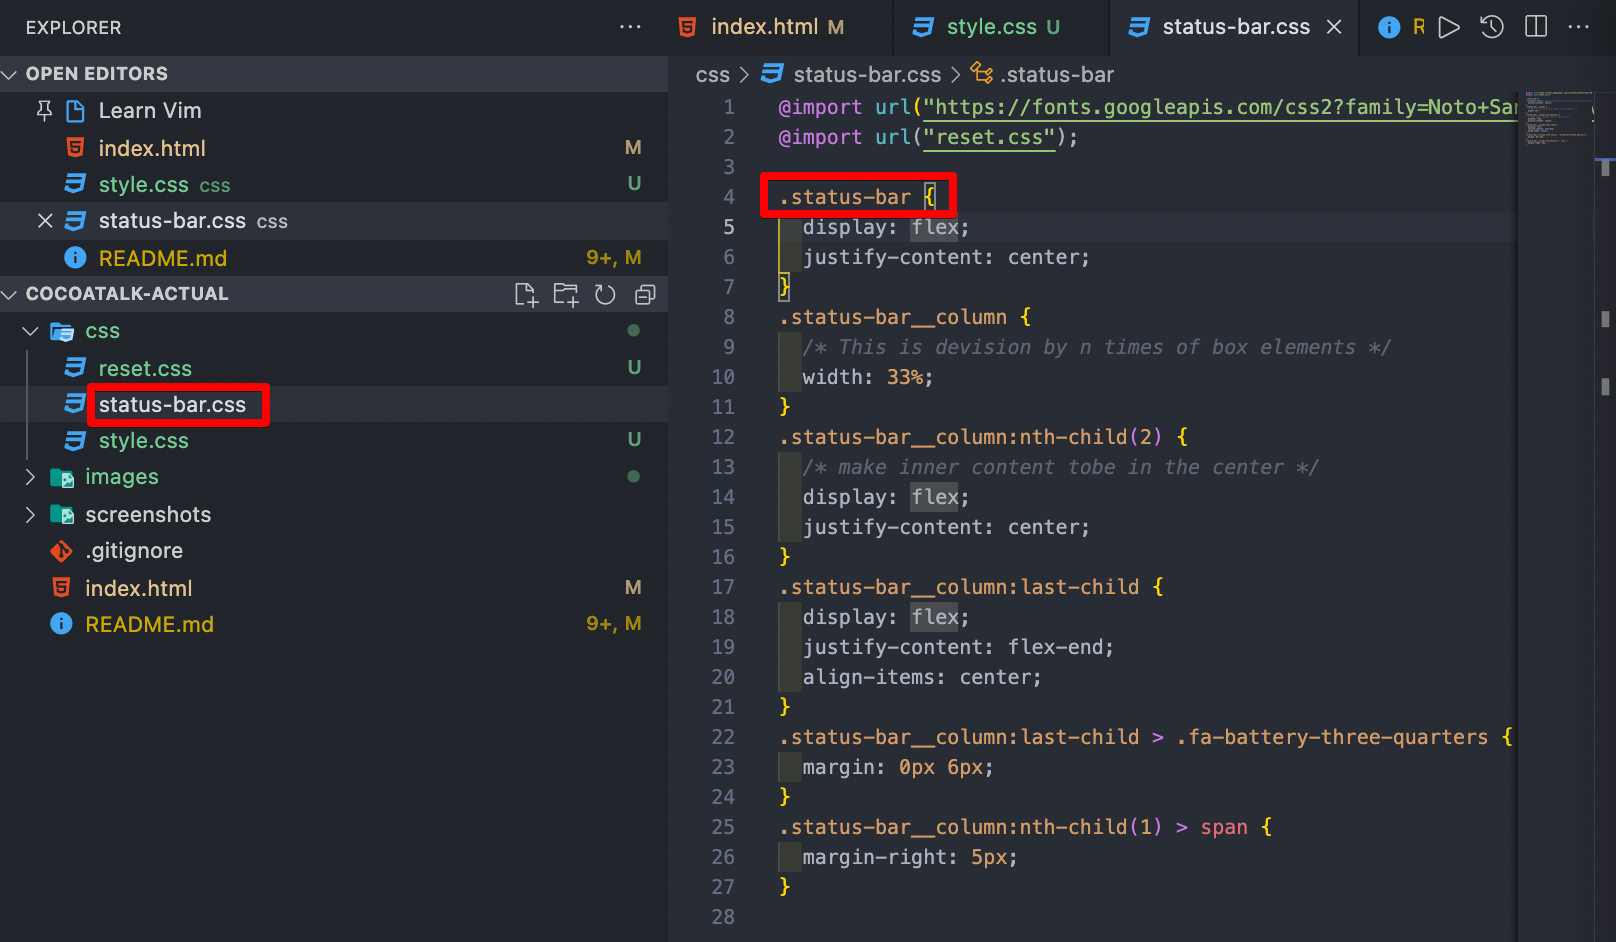 EXPLORER
OPEN EDITORS
Learn Vim
index.html M
style.css css U
status-bar.css css
README.md 9+, M
COCOATALK-ACTUAL
css
reset.css U
status-bar.css
style.css U
images
screenshots
.gitignore
index.html M
README.md 9+, M
index.html M style.css U status-bar.css R
css > status-bar.css > .status-bar
1 @import url("https://fonts.googleapis.com/css2?family=Noto+Sa
2 @import url("reset.css");
3
4 .status-bar {
5 display: flex;
6 justify-content: center;
7 }
8 .status-bar__column {
9 /* This is devision by n times of box elements */
10 width: 33%;
11 }
12 .status-bar__column:nth-child(2) {
13 /* make inner content tobe in the center */
14 display: flex;
15 justify-content: center;
16 }
17 .status-bar__column:last-child {
18 display: flex;
19 justify-content: flex-end;
20 align-items: center;
21 }
22 .status-bar__column:last-child > .fa-battery-three-quarters {
23 margin: 0px 6px;
24 }
25 .status-bar__column:nth-child(1) > span {
26 margin-right: 5px;
27 }
28